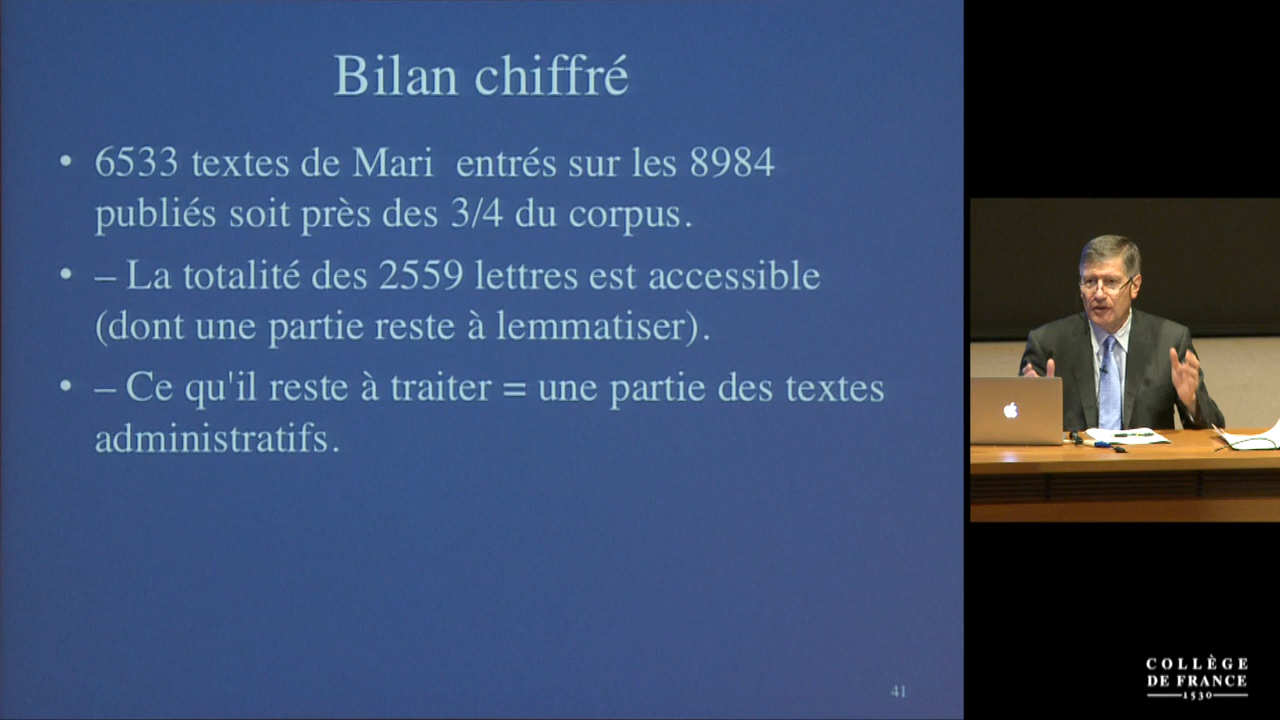 Bilan chiffré
• 6533 textes de Mari entrés sur les 8984
publiés soit près des 3/4 du corpus.
• – La totalité des 2559 lettres est accessible
(dont une partie reste à lemmatiser).
• – Ce qu'il reste à traiter = une partie des textes
administratifs.
41
COLLÈGE
DE FRANCE
1530